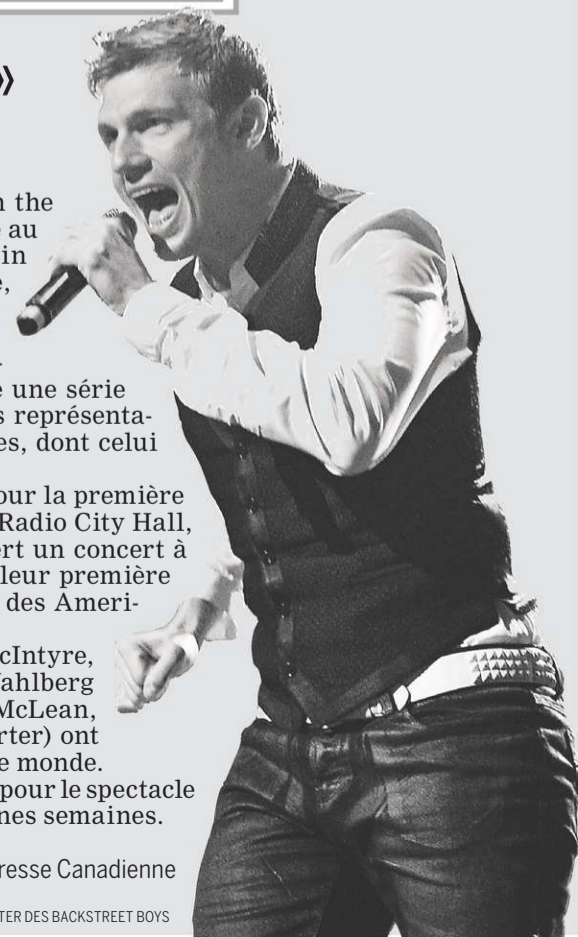 »
the
au
in
une série
représenta-
es, dont celui
our la première
Radio City Hall,
ert un concert à
leur première
des Ameri-
cIntyre,
ahlberg
McLean,
rter) ont
e monde.
pour le spectacle
nes semaines.
resse Canadienne
TER DES BACKSTREET BOYS